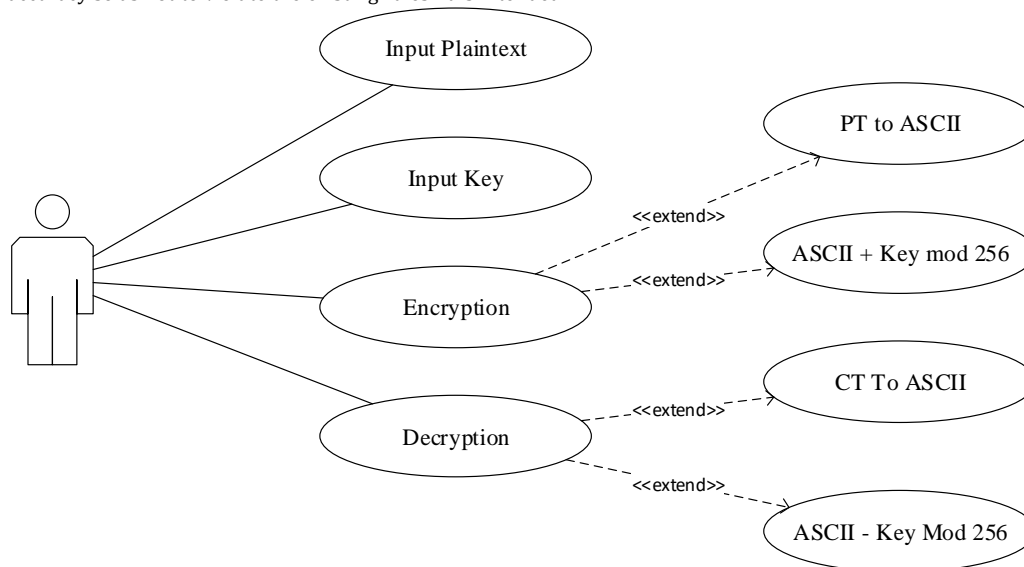 Input Plaintext
PT to ASCII
Input Key
<<extend>>
ASCII + Key mod 256
<<extend>>
Encryption
CT To ASCII
<<extend>>
Decryption
<<extend>>
ASCII - Key Mod 256